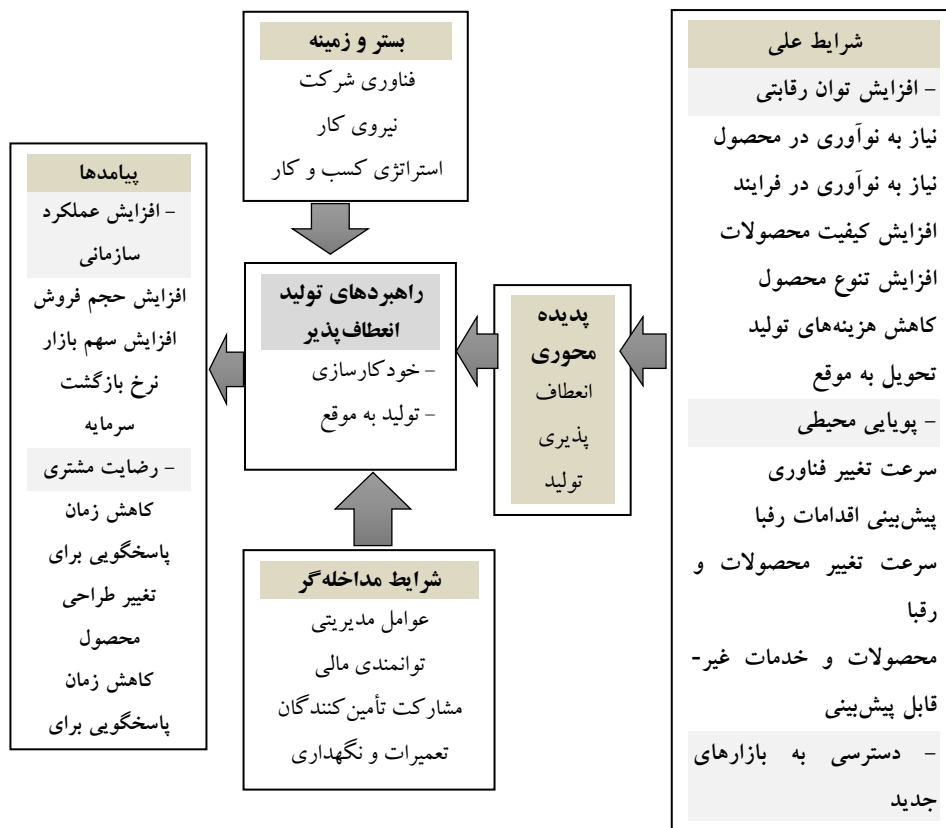 شرایط علی
- افزایش توان رقابتی
نیاز به نوآوری در محصول
نیاز به نوآوری در فرایند
افزایش کیفیت محصولات
افزایش تنوع محصول
کاهش هزینه‌های تولید
تحویل به موقع
- پویایی محیطی
سرعت تغییر فناوری
پیش‌بینی اقدامات رقبا
سرعت تغییر محصولات و
رقبا
محصولات و خدمات غیر-
قابل پیش‌بینی
- دسترسی به بازارهای
جدید
پدیده
محوری
انعطاف
پذیری
تولید
بستر و زمینه
فناوری شرکت
نیروی کار
استراتژی کسب و کار
راهبردهای تولید
انعطاف‌پذیر
- خودکارسازی
- تولید به موقع
شرایط مداخله‌گر
عوامل مدیریتی
توانمندی مالی
مشارکت تأمین‌کنندگان
تعمیرات و نگهداری
پیامدها
- افزایش عملکرد
سازمانی
افزایش حجم فروش
افزایش سهم بازار
نرخ بازگشت
سرمایه
- رضایت مشتری
کاهش زمان
پاسخگویی برای
تغییر طراحی
محصول
کاهش زمان
پاسخگویی برای